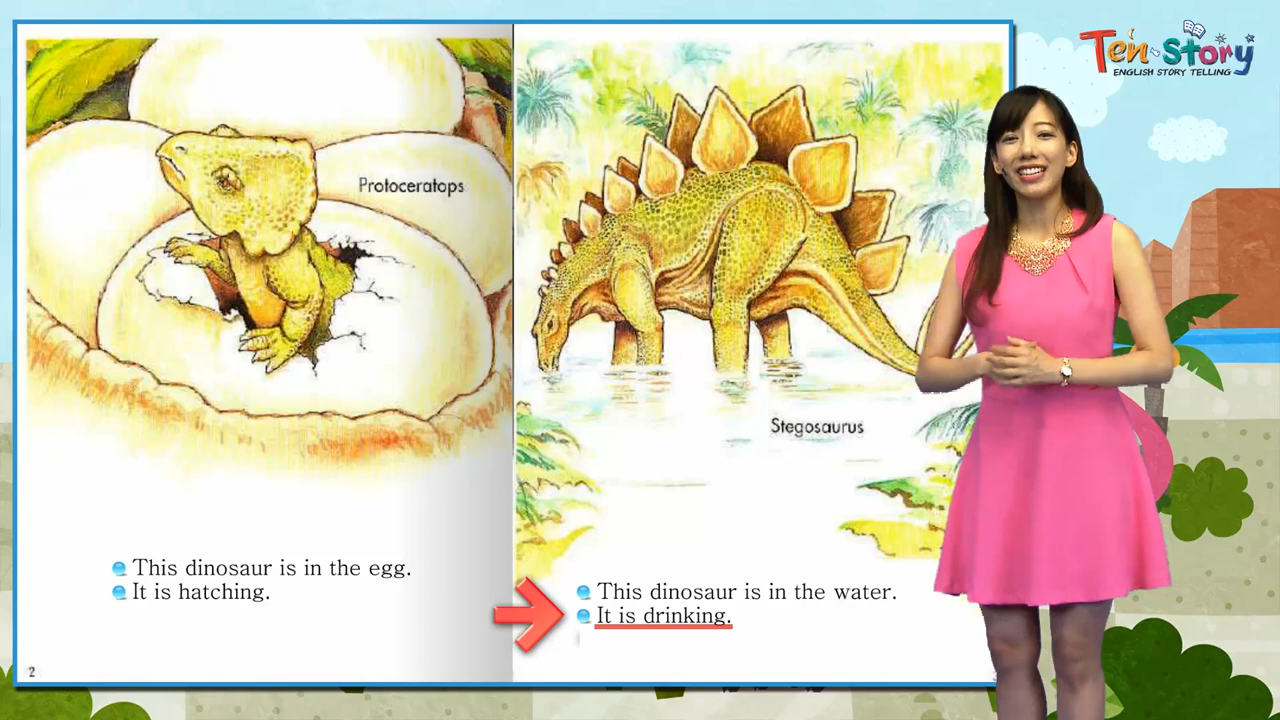 Ten Story
ENGLISH STORY TELLING
Protoceratops
Stegosaurus
This dinosaur is in the egg.
It is hatching.
This dinosaur is in the water.
It is drinking.
2